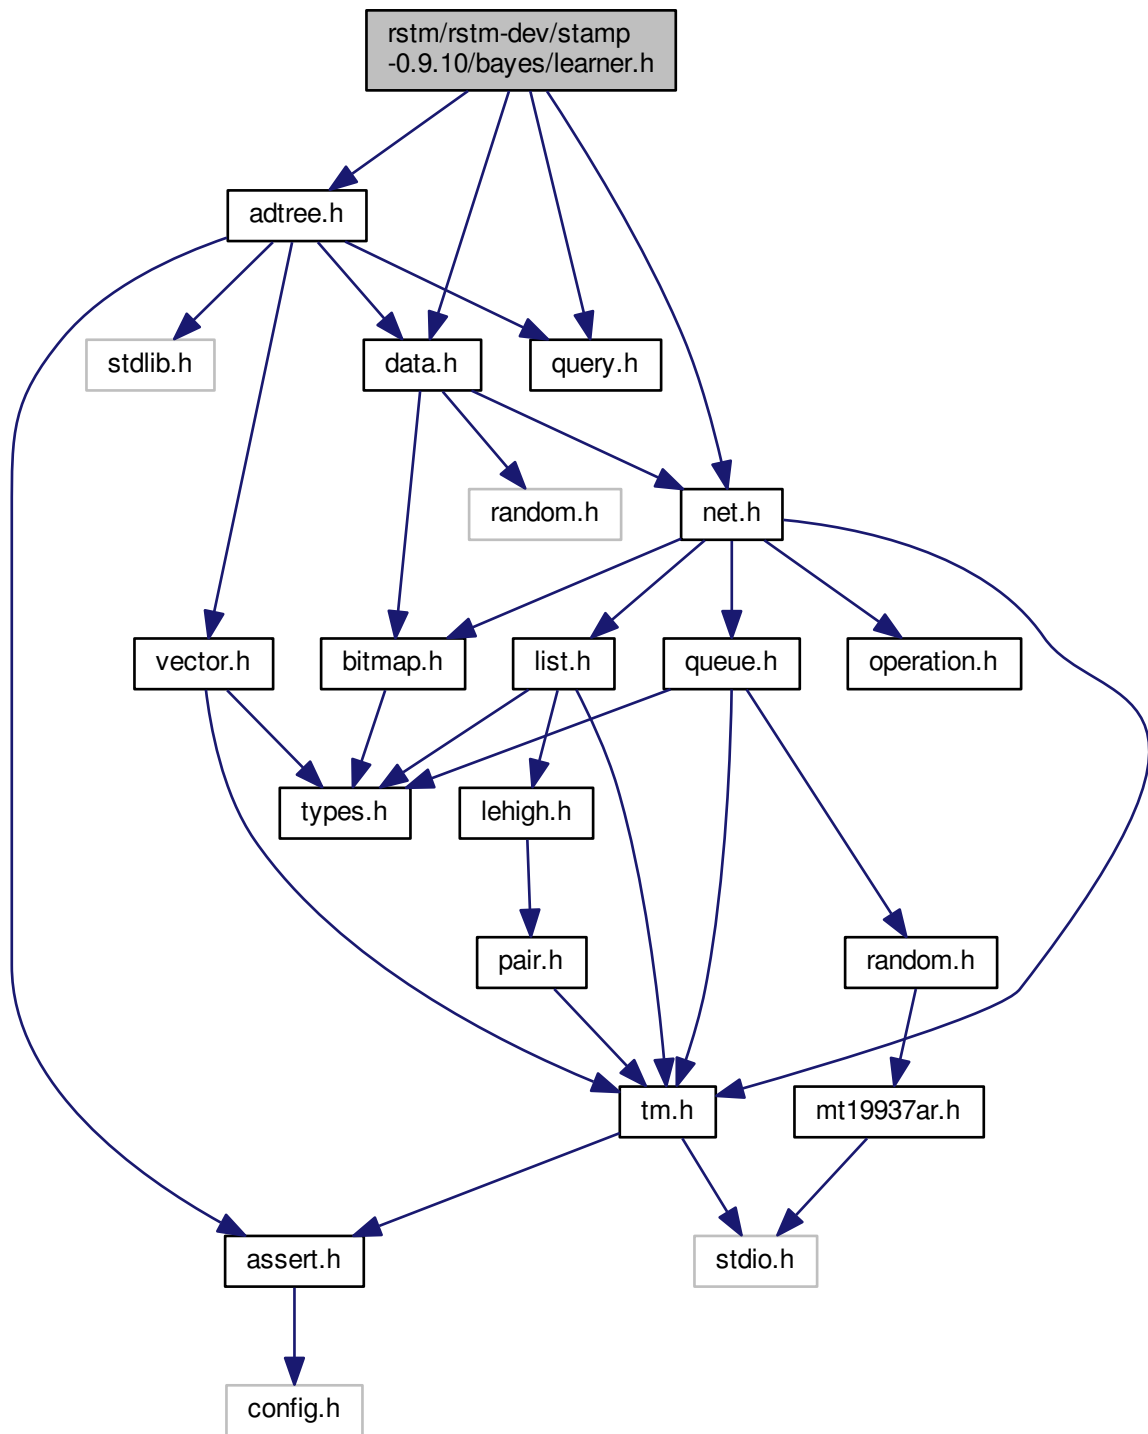 rstm/rstm-dev/stamp
-0.9.10/bayes/learner.h
adtree.h
stdlib.h
data.h
query.h
random.h
net.h
vector.h
bitmap.h
list.h
queue.h
operation.h
types.h
lehigh.h
pair.h
random.h
tm.h
mt19937ar.h
assert.h
stdio.h
config.h